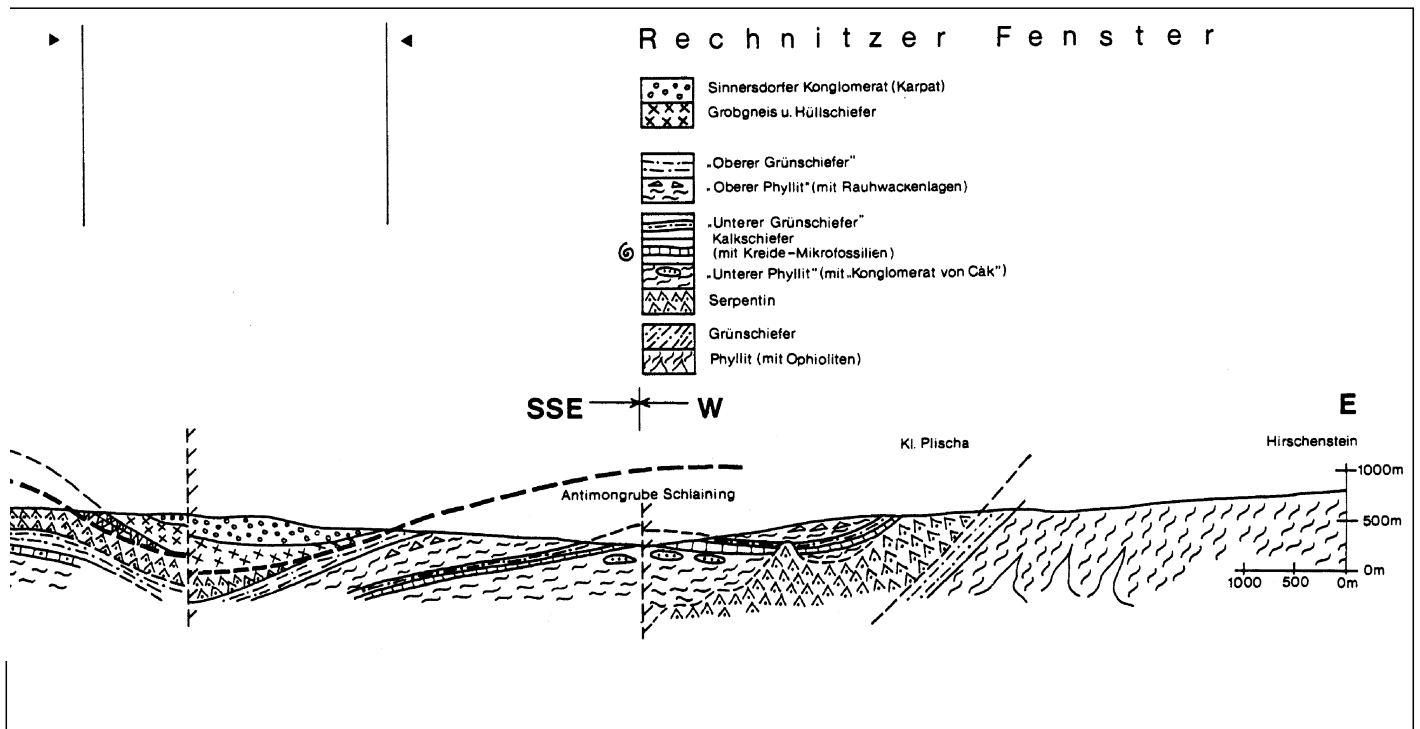 Rechnitzer Fenster
Sinnersdorfer Konglomerat (Karpat)
Grobgneis u. Hüllschiefer
„Oberer Grünschiefer"
„Oberer Phyllit" (mit Rauhwackenlagen)
„Unterer Grünschiefer"
Kalkschiefer
(mit Kreide-Mikrofossilien)
„Unterer Phyllit" (mit „Konglomerat von Càk")
Serpentin
Grünschiefer
Phyllit (mit Ophioliten)
SSE W E
Kl. Plischa Hirschenstein
1000m
Antimongrube Schlaining
500m
0m
1000 500 0m